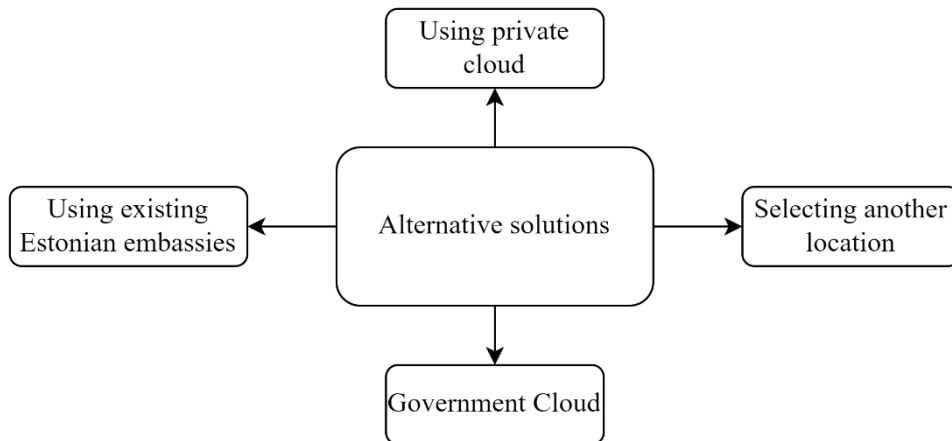 Using private
cloud
Using existing
Estonian embassies
Alternative solutions
Selecting another
location
Government Cloud